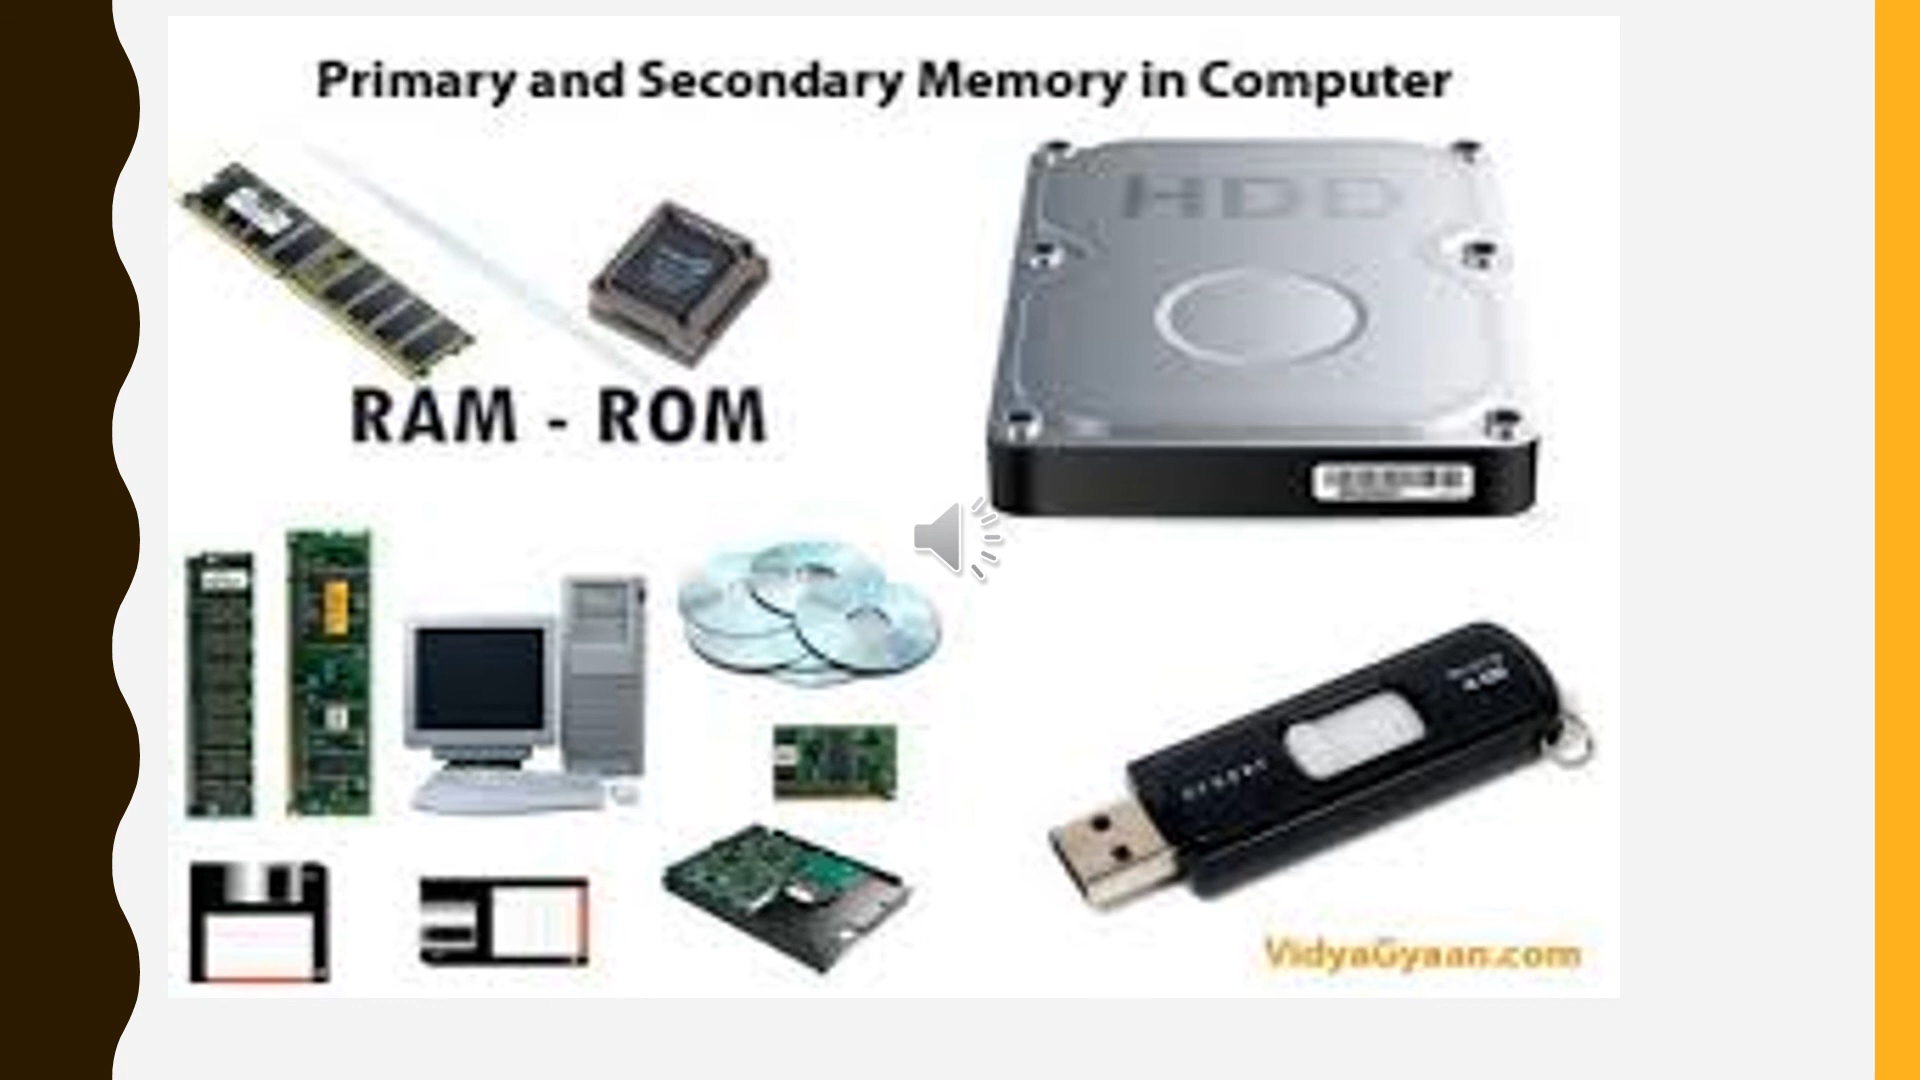 Primary and Secondary Memory in Computer
HDD
RAM - ROM
VidyaGyaan.com